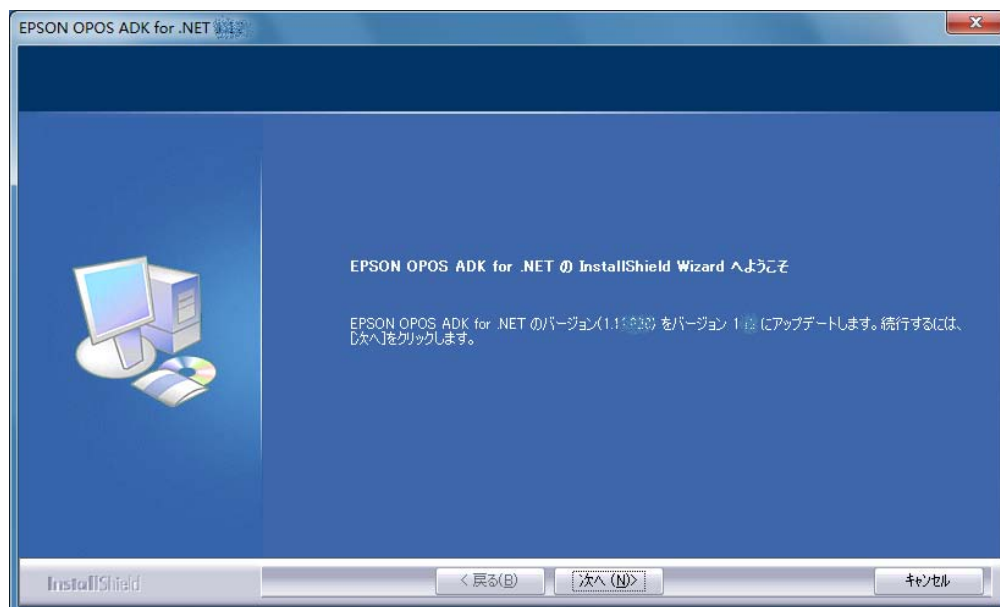 EPSON OPOS ADK for .NET
EPSON OPOS ADK for .NET の InstallShield Wizard へようこそ
EPSON OPOS ADK for .NET のバージョン(1.1 をバージョン 1 にアップデートします。続行するには、
[次へ]をクリックします。
InstallShield
< 戻る(B)
次へ (N)>
キャンセル